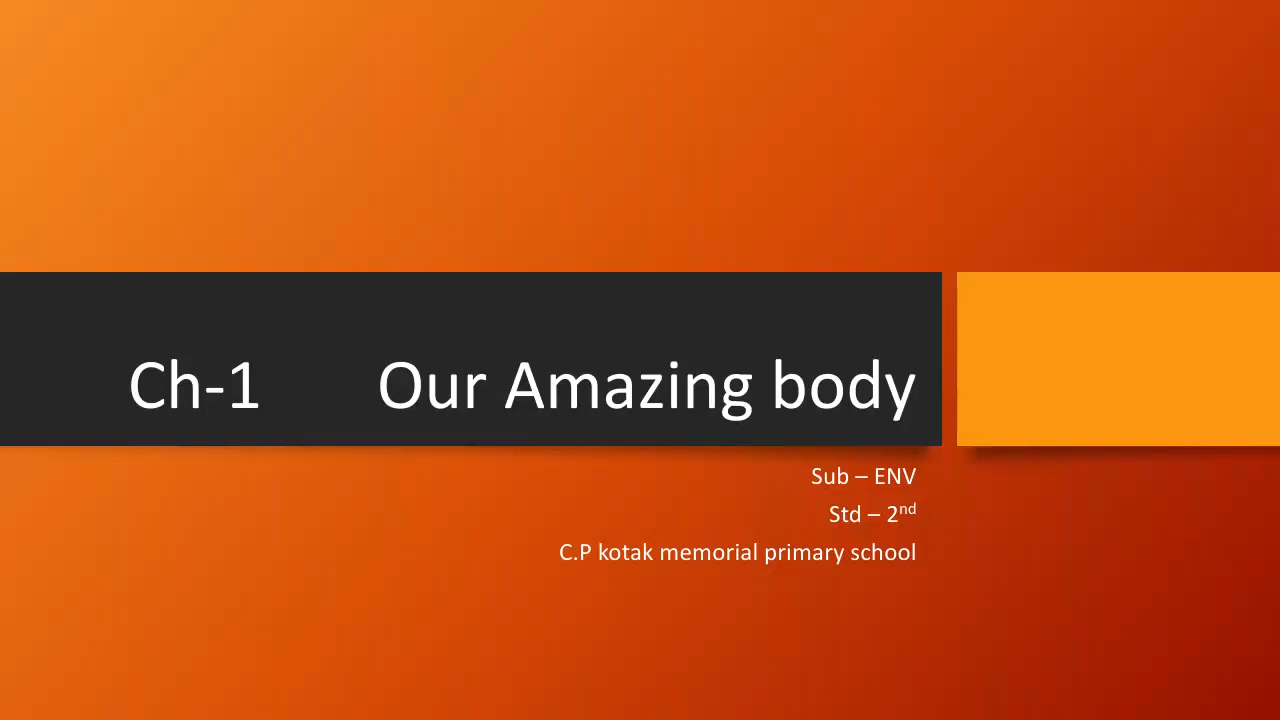 Ch-1 Our Amazing body
Sub – ENV
Std – 2nd
C.P kotak memorial primary school